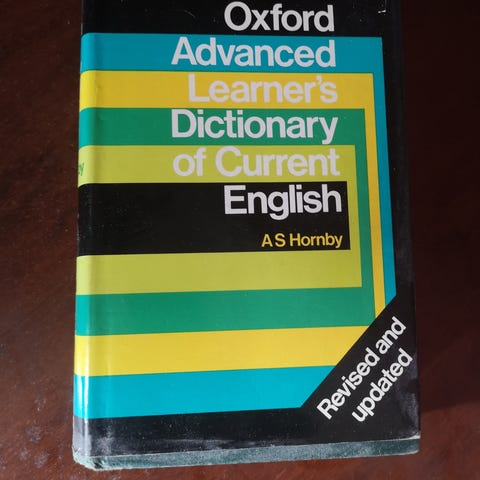 Oxford
Advanced
Learner's
Dictionary
of Current
English
A S Hornby
Revised and
updated